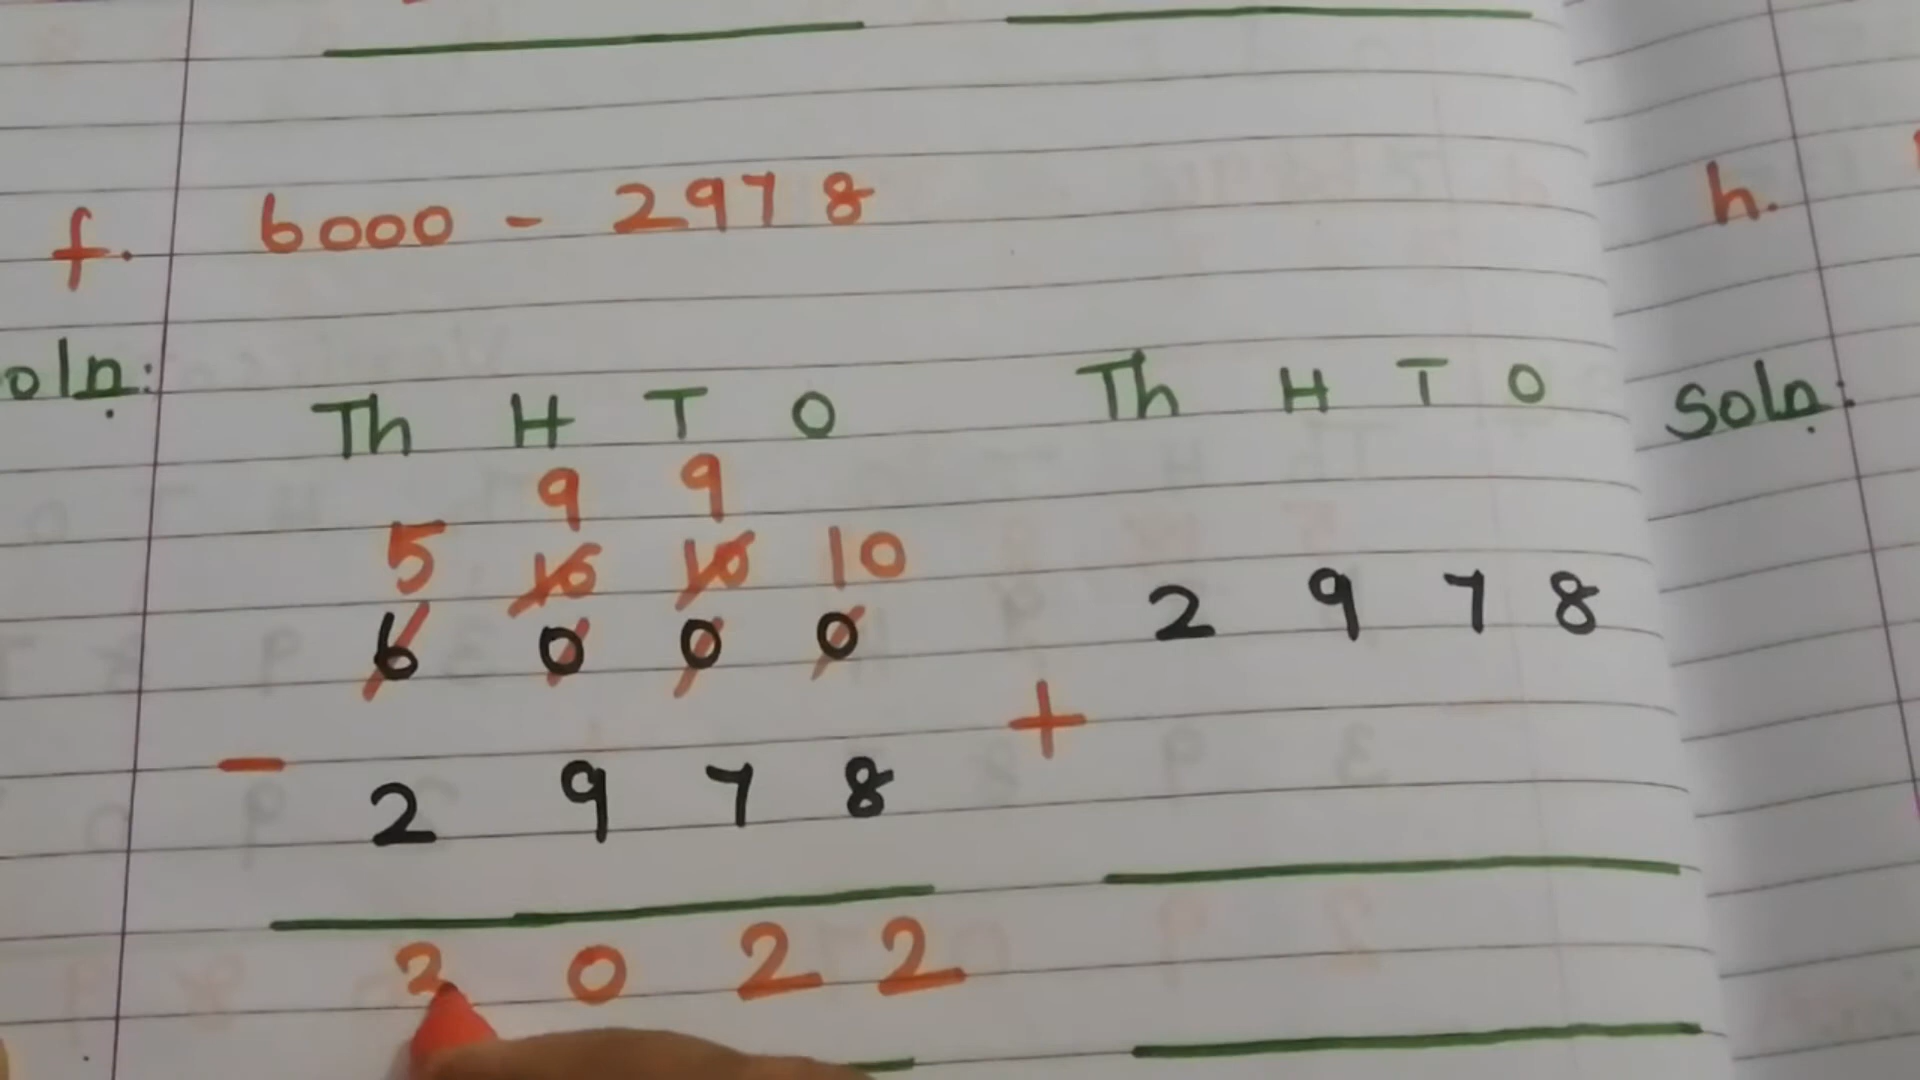 f. 6000 - 2978
h.
oln:
Th H T O
Th H T O
Soln:
9 9
5 10 10 10
6 0 0 0
2 9 7 8
+
- 2 9 7 8
3 0 2 2